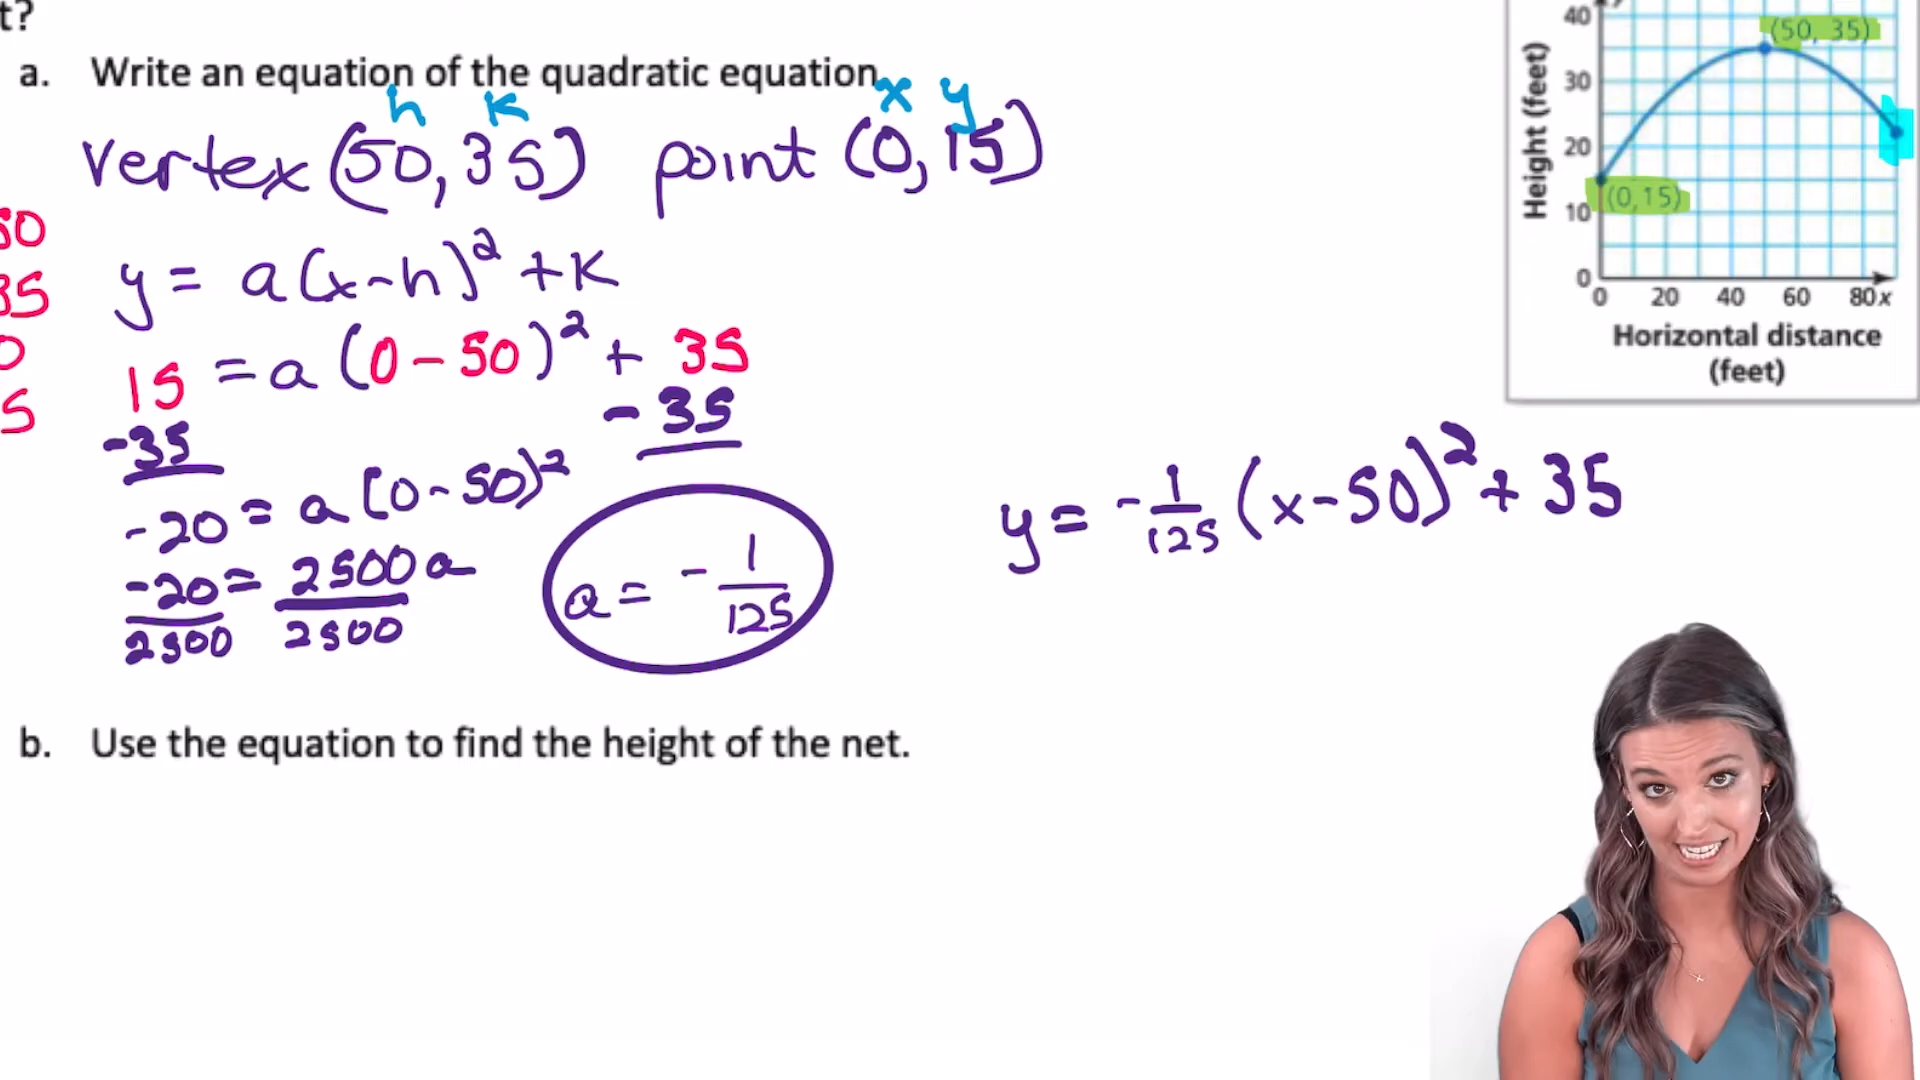 t?
a. Write an equation of the quadratic equation.
h k x y
vertex (50, 35) point (0, 15)
50
35
0
5
y = a(x-h)² + k
15 = a (0 - 50)² + 35
-35 - 35
-20 = a (0 - 50)²
-20 = 2500 a
2500 2500
a = - 1/125
y = - 1/125 (x - 50)² + 35
b. Use the equation to find the height of the net.
y
40
30
20
10
0
(50, 35)
(0,15)
0 20 40 60 80 x
Height (feet)
Horizontal distance
(feet)